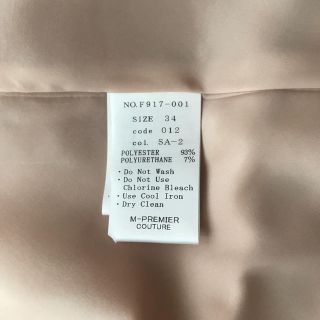 NO.F917-001
SIZE 34
code 012
col. SA-2
POLYESTER 93%
POLYURETHANE 7%
・Do Not Wash
・Do Not Use
Chlorine Bleach
・Use Cool Iron
・Dry Clean
M-PREMIER
COUTURE